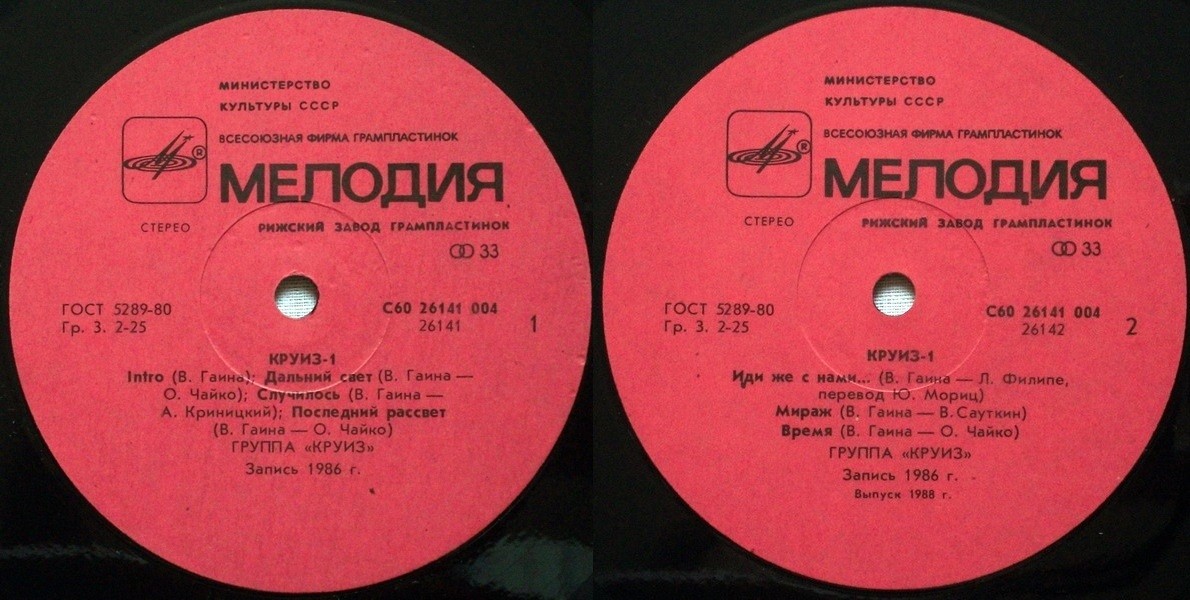 МИНИСТЕРСТВО
КУЛЬТУРЫ СССР
ВСЕСОЮЗНАЯ ФИРМА ГРАМПЛАСТИНОК
®
МЕЛОДИЯ
СТЕРЕО
РИЖСКИЙ ЗАВОД ГРАМПЛАСТИНОК
33
ГОСТ 5289-80
Гр. 3. 2-25
С60 26141 004
26141
1
КРУИЗ-1
Intro (В. Гаина); Дальний свет (В. Гаина —
О. Чайко); Случилось (В. Гаина —
А. Криницкий); Последний рассвет
(В. Гаина — О. Чайко)
ГРУППА «КРУИЗ»
Запись 1986 г.
МИНИСТЕРСТВО
КУЛЬТУРЫ СССР
ВСЕСОЮЗНАЯ ФИРМА ГРАМПЛАСТИНОК
®
МЕЛОДИЯ
СТЕРЕО
РИЖСКИЙ ЗАВОД ГРАМПЛАСТИНОК
33
ГОСТ 5289-80
Гр. 3. 2-25
С60 26141 004
26142
2
КРУИЗ-1
Иди же с нами... (В. Гаина — Л. Филипе,
перевод Ю. Мориц)
Мираж (В. Гаина — В.Сауткин)
Время (В. Гаина — О. Чайко)
ГРУППА «КРУИЗ»
Запись 1986 г.
Выпуск 1988 г.